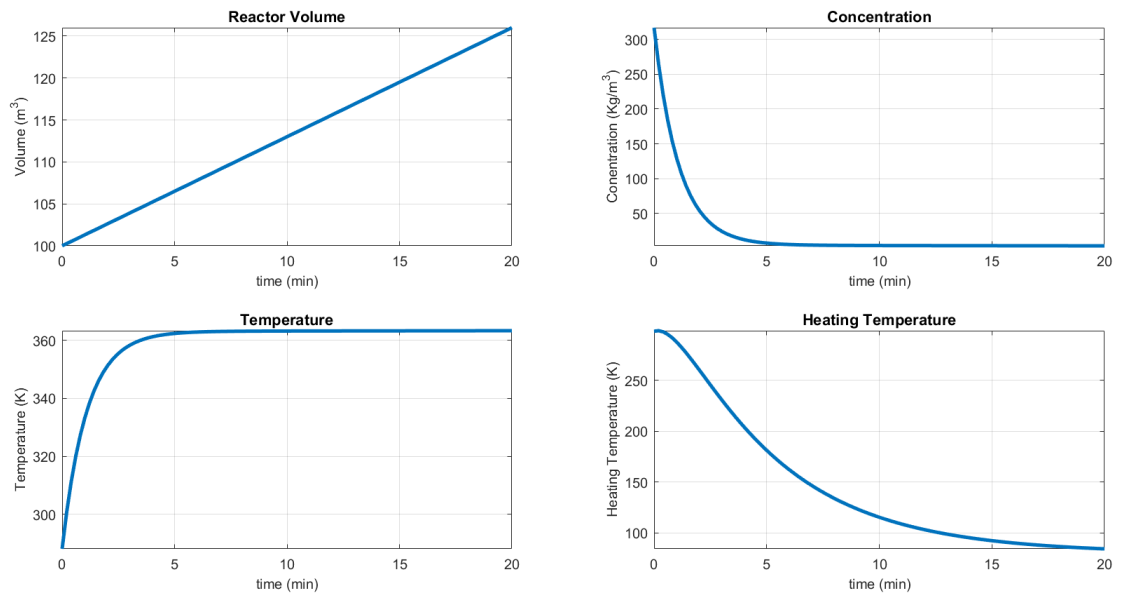 Reactor Volume
Volume (m³)
125
120
115
110
105
100
0 5 10 15 20
time (min)
Concentration
Conentration (Kg/m³)
300
250
200
150
100
50
0 5 10 15 20
time (min)
Temperature
Temperature (K)
360
340
320
300
0 5 10 15 20
time (min)
Heating Temperature
Heating Temperature (K)
250
200
150
100
0 5 10 15 20
time (min)